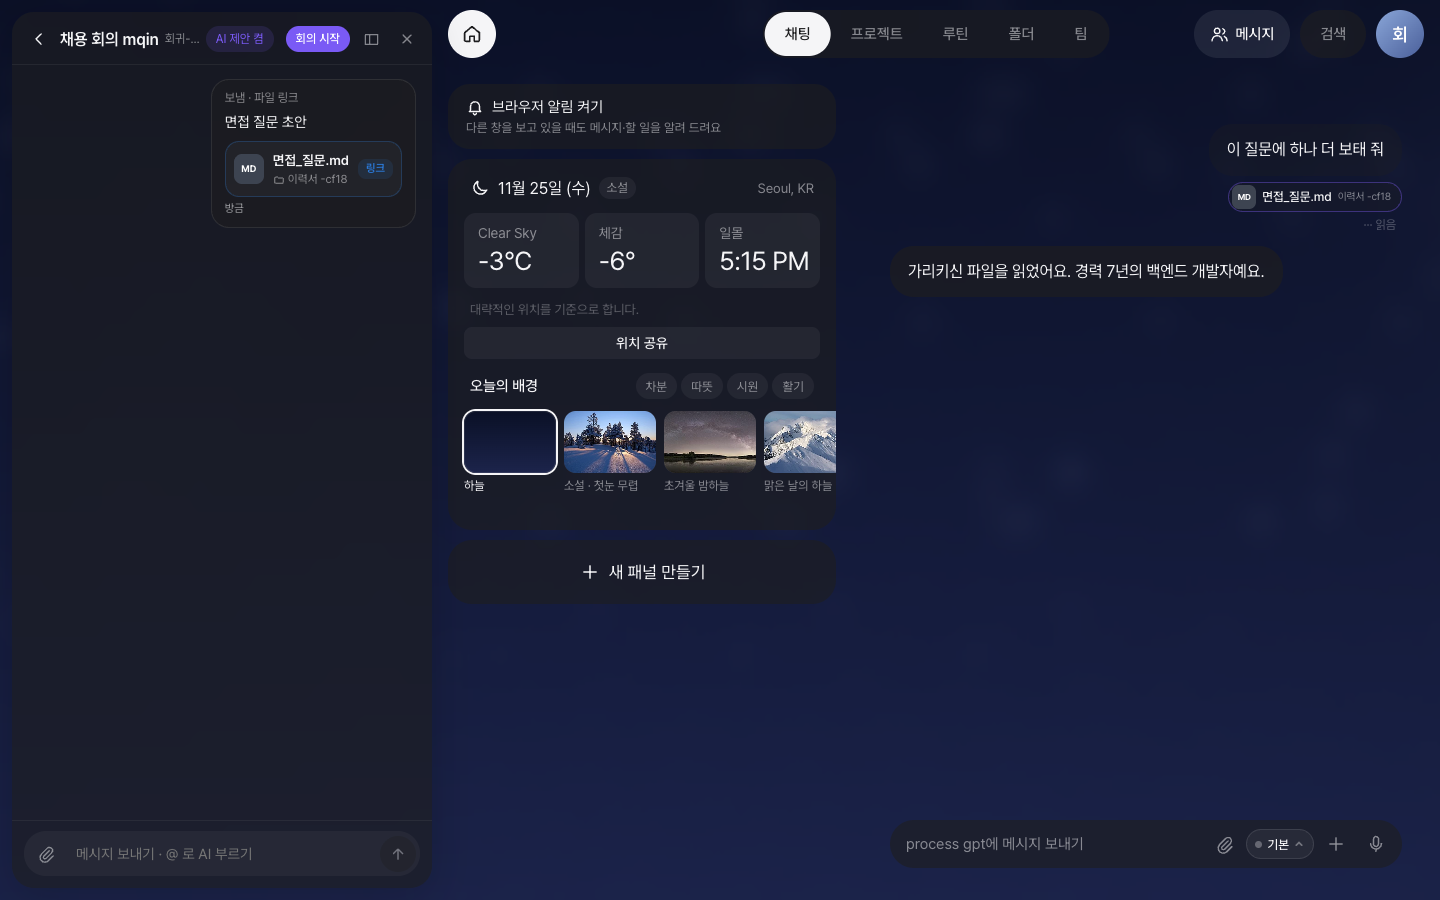 채용 회의 mqin 회귀-... AI 제안 켬 회의 시작
보냄 · 파일 링크
면접 질문 초안
MD 면접_질문.md 링크
이력서 -cf18
방금
메시지 보내기 · @ 로 AI 부르기
채팅 프로젝트 루틴 폴더 팀 메시지 검색 회
브라우저 알림 켜기
다른 창을 보고 있을 때도 메시지·할 일을 알려 드려요
11월 25일 (수) 소설 Seoul, KR
Clear Sky 체감 일몰
-3°C -6° 5:15 PM
대략적인 위치를 기준으로 합니다.
위치 공유
오늘의 배경 차분 따뜻 시원 활기
하늘 소설 · 첫눈 무렵 초겨울 밤하늘 맑은 날의 하늘
새 패널 만들기
이 질문에 하나 더 보태 줘
MD 면접_질문.md 이력서 -cf18
··· 읽음
가리키신 파일을 읽었어요. 경력 7년의 백엔드 개발자예요.
process gpt에 메시지 보내기 기본